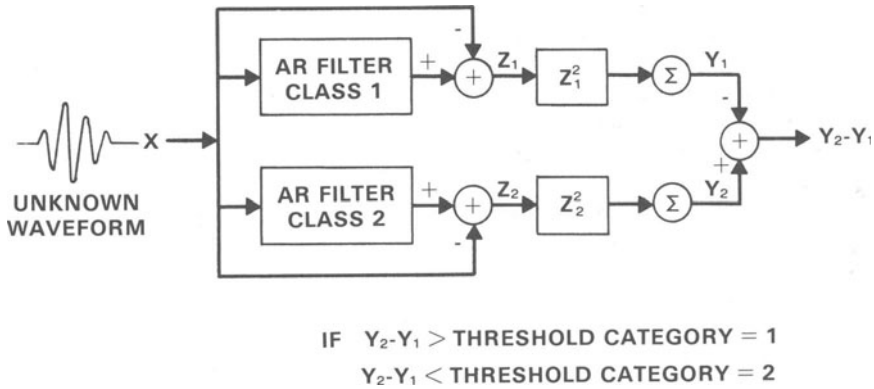 -
AR FILTER
CLASS 1
+
+
Z₁
Z₁²
Σ
Y₁
-
+
Y₂-Y₁
X
UNKNOWN
WAVEFORM
AR FILTER
CLASS 2
+
+
-
Z₂
Z₂²
Σ
Y₂
+
IF Y₂-Y₁ > THRESHOLD CATEGORY = 1
Y₂-Y₁ < THRESHOLD CATEGORY = 2